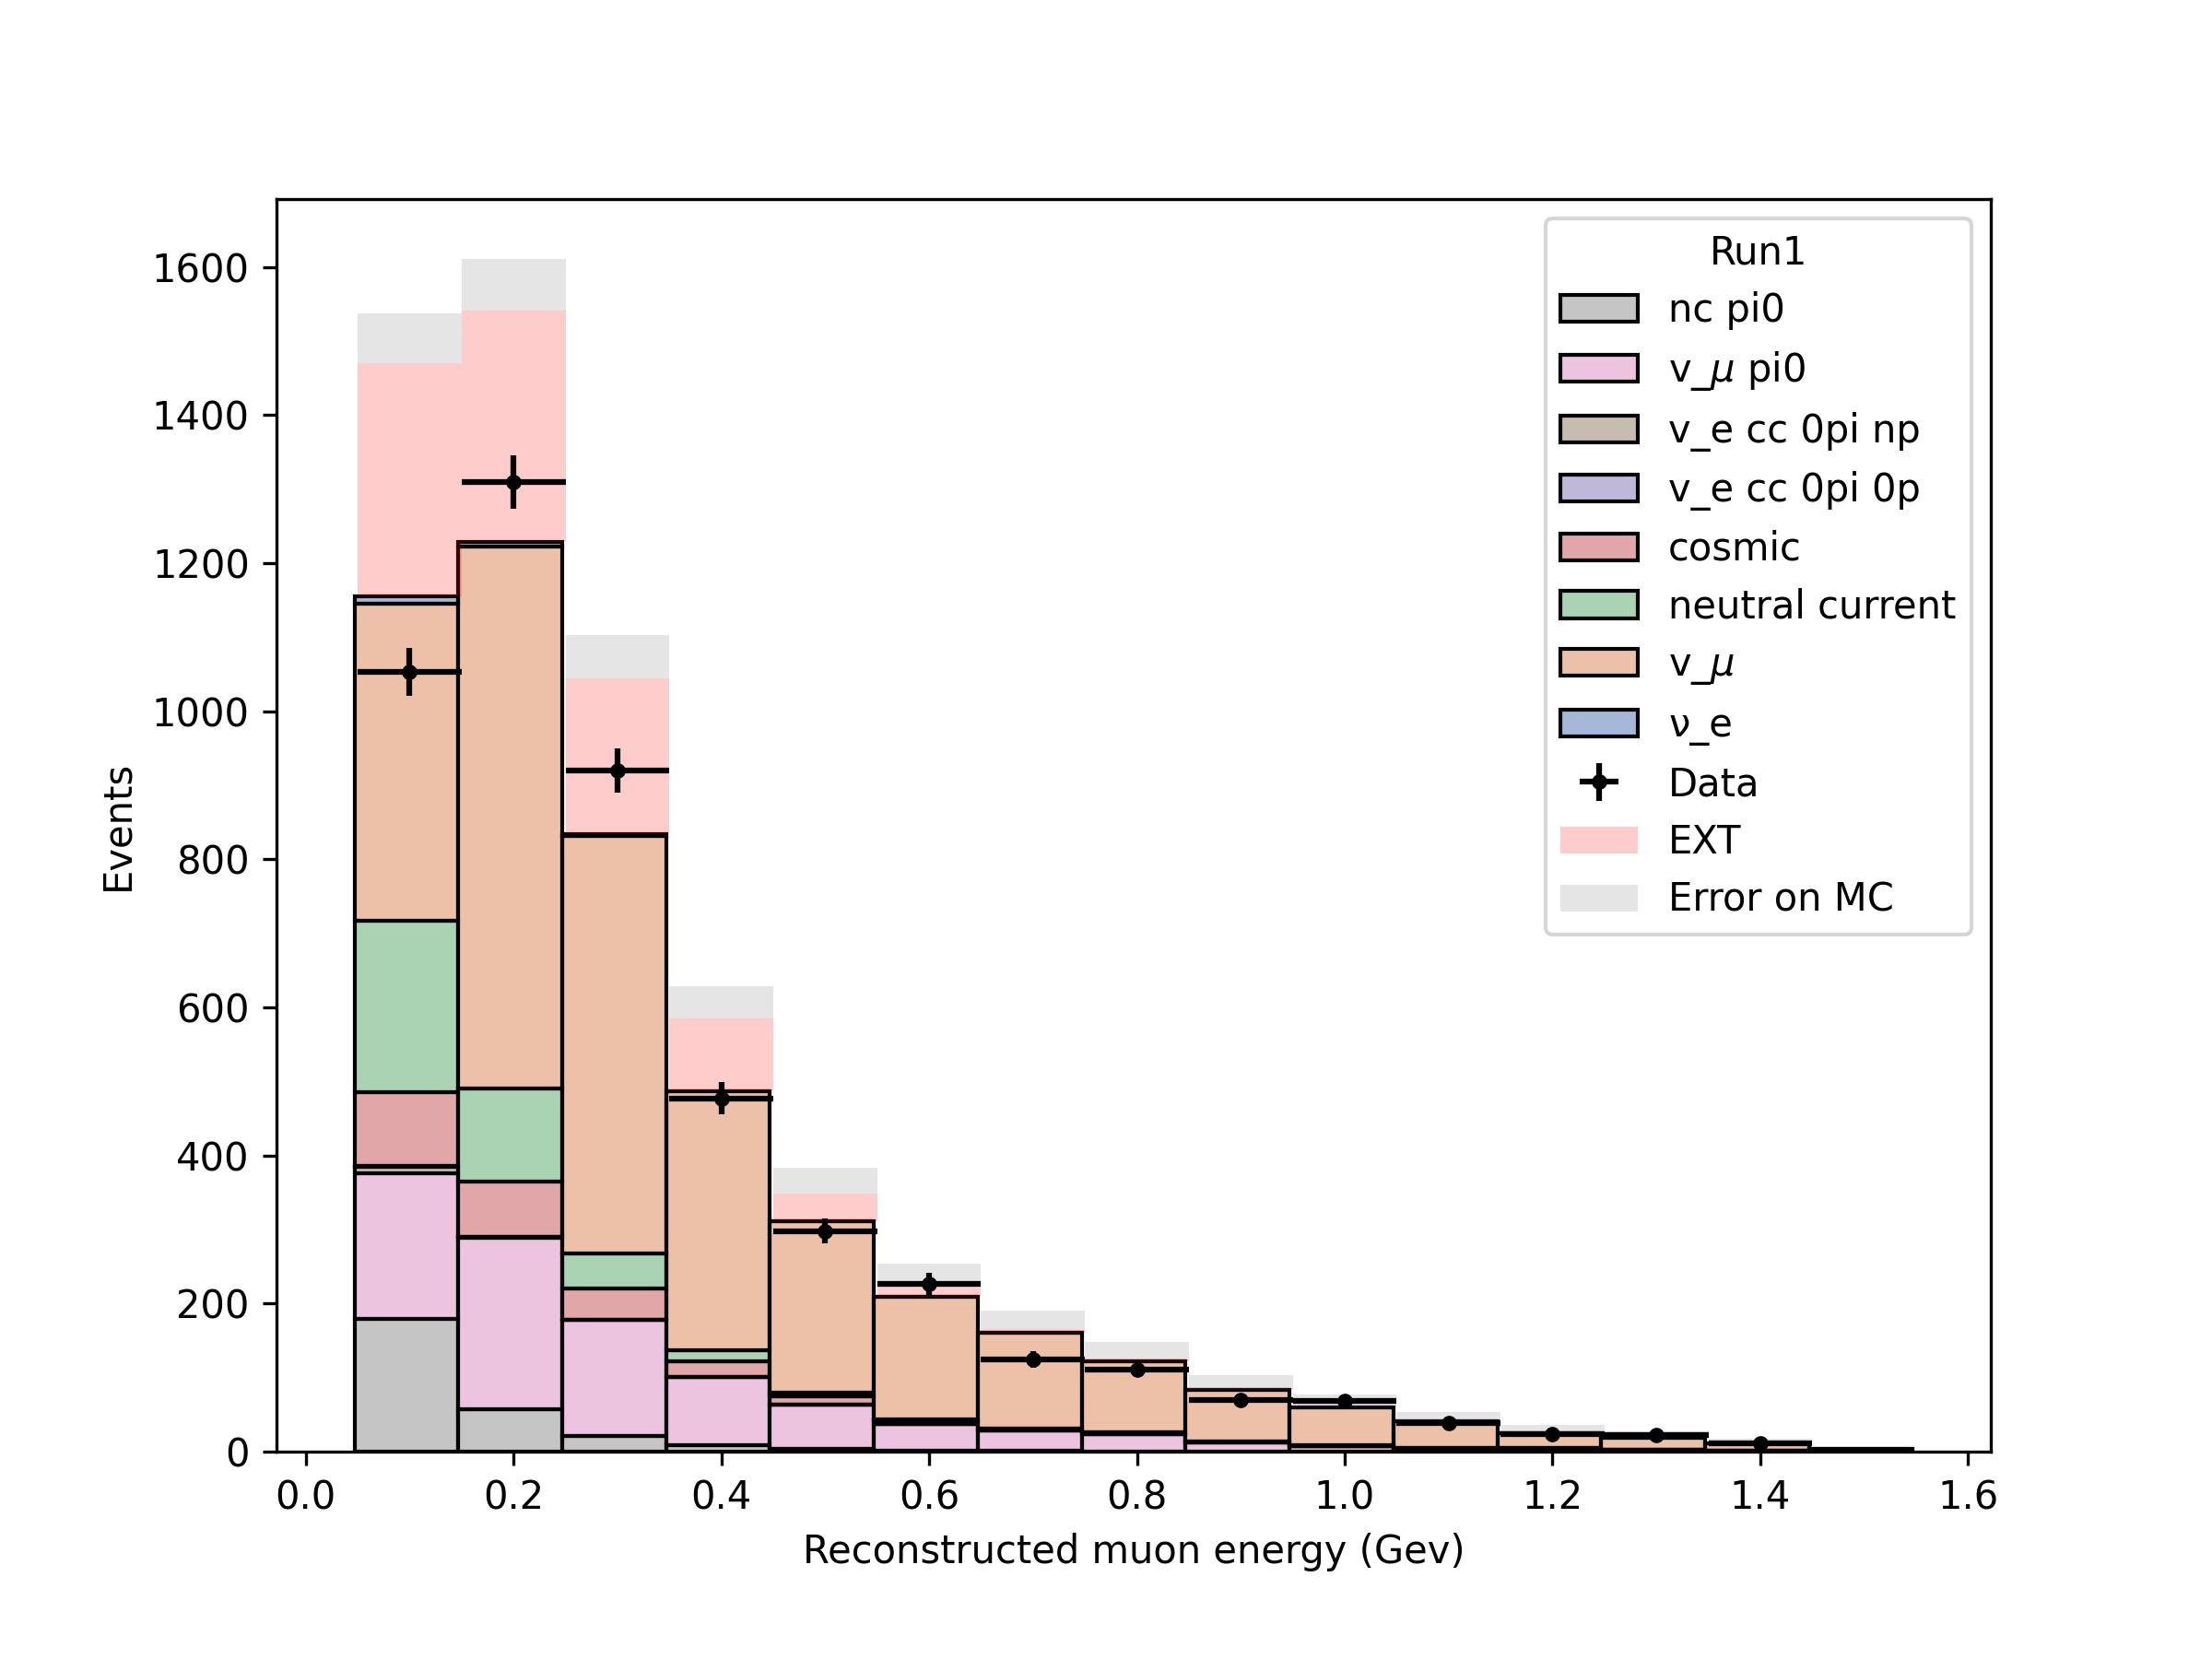 Run1
nc pi0
v_μ pi0
v_e cc 0pi np
v_e cc 0pi 0p
cosmic
neutral current
v_μ
ν_e
Data
EXT
Error on MC
1600
1400
1200
1000
800
600
400
200
0
Events
0.0 0.2 0.4 0.6 0.8 1.0 1.2 1.4 1.6
Reconstructed muon energy (Gev)